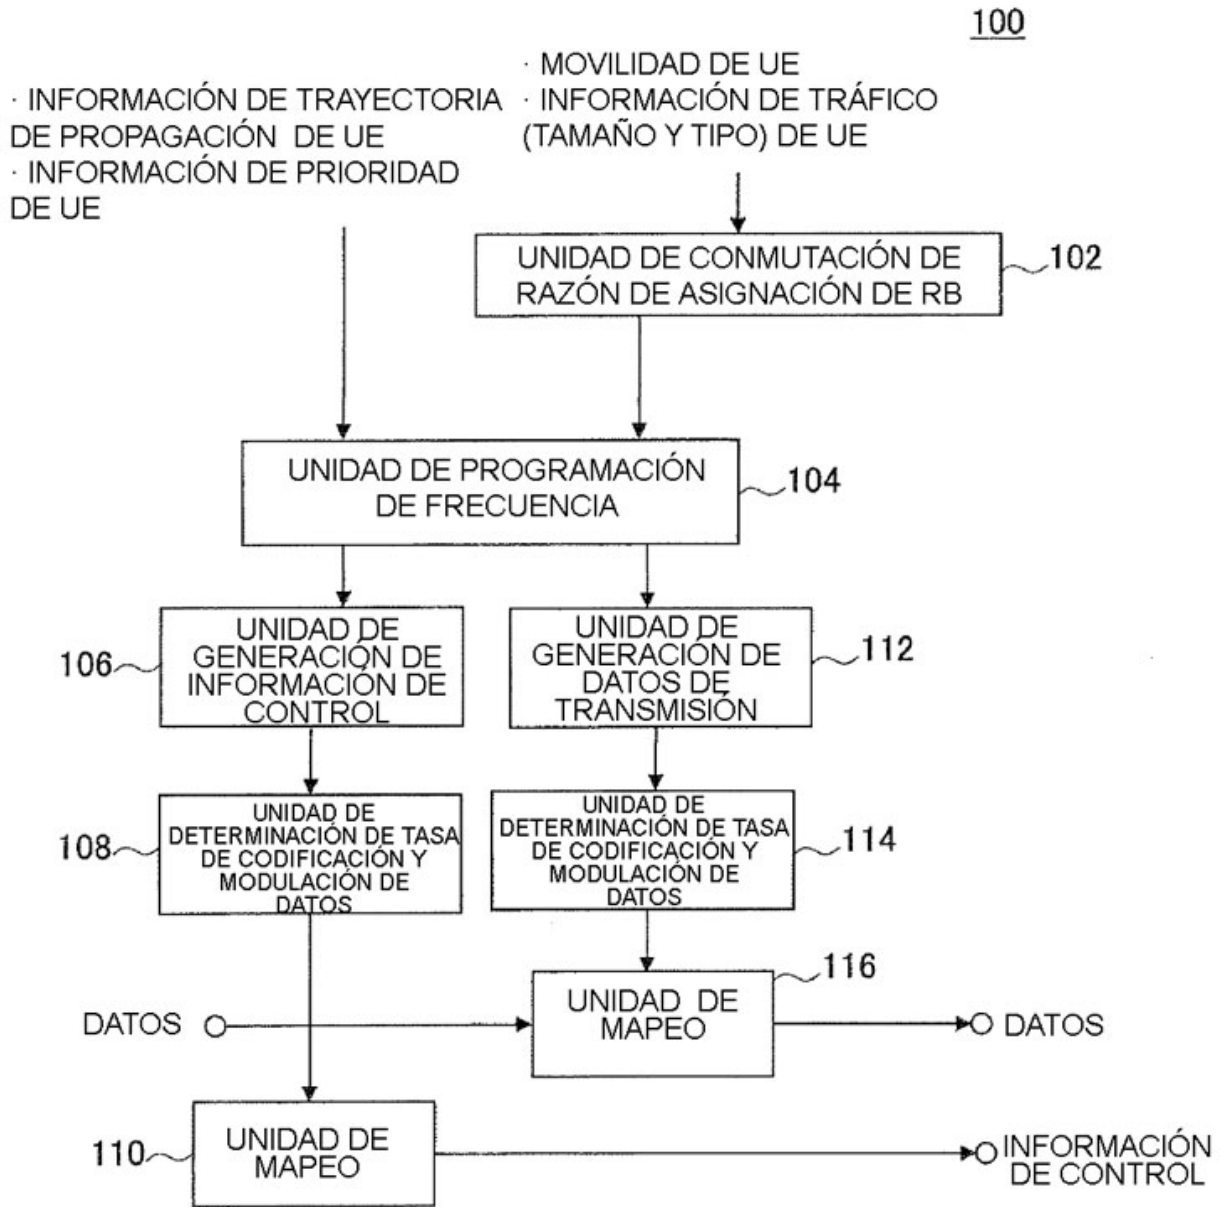 100
· INFORMACIÓN DE TRAYECTORIA
DE PROPAGACIÓN DE UE
· INFORMACIÓN DE PRIORIDAD
DE UE
· MOVILIDAD DE UE
· INFORMACIÓN DE TRÁFICO
(TAMAÑO Y TIPO) DE UE
UNIDAD DE CONMUTACIÓN DE
RAZÓN DE ASIGNACIÓN DE RB
102
UNIDAD DE PROGRAMACIÓN
DE FRECUENCIA
104
106
UNIDAD DE
GENERACIÓN DE
INFORMACIÓN DE
CONTROL
UNIDAD DE
GENERACIÓN DE
DATOS DE
TRANSMISIÓN
112
108
UNIDAD DE
DETERMINACIÓN DE TASA
DE CODIFICACIÓN Y
MODULACIÓN DE
DATOS
UNIDAD DE
DETERMINACIÓN DE TASA
DE CODIFICACIÓN Y
MODULACIÓN DE
DATOS
114
116
DATOS
UNIDAD DE
MAPEO
DATOS
110
UNIDAD DE
MAPEO
INFORMACIÓN
DE CONTROL